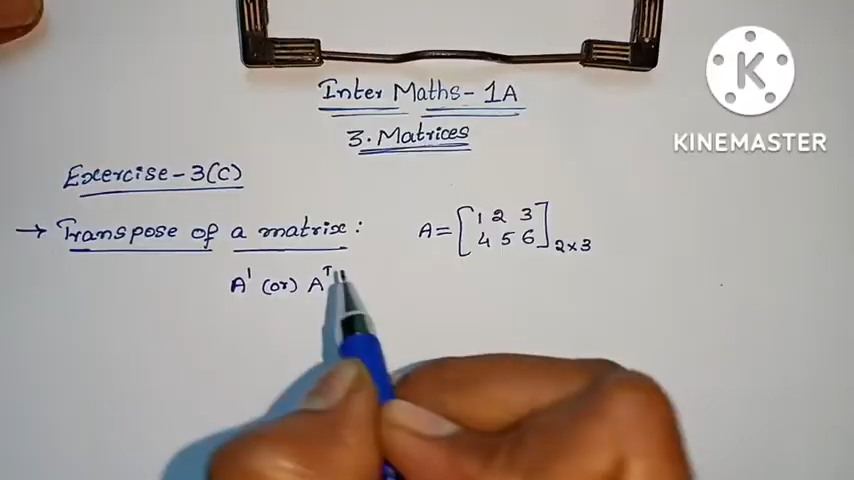 Inter Maths - 1A
3. Matrices
KINEMASTER
Exercise - 3(C)
→ Transpose of a matrix: A = [1 2 3
4 5 6] 2×3
A' (or) Aᵀ